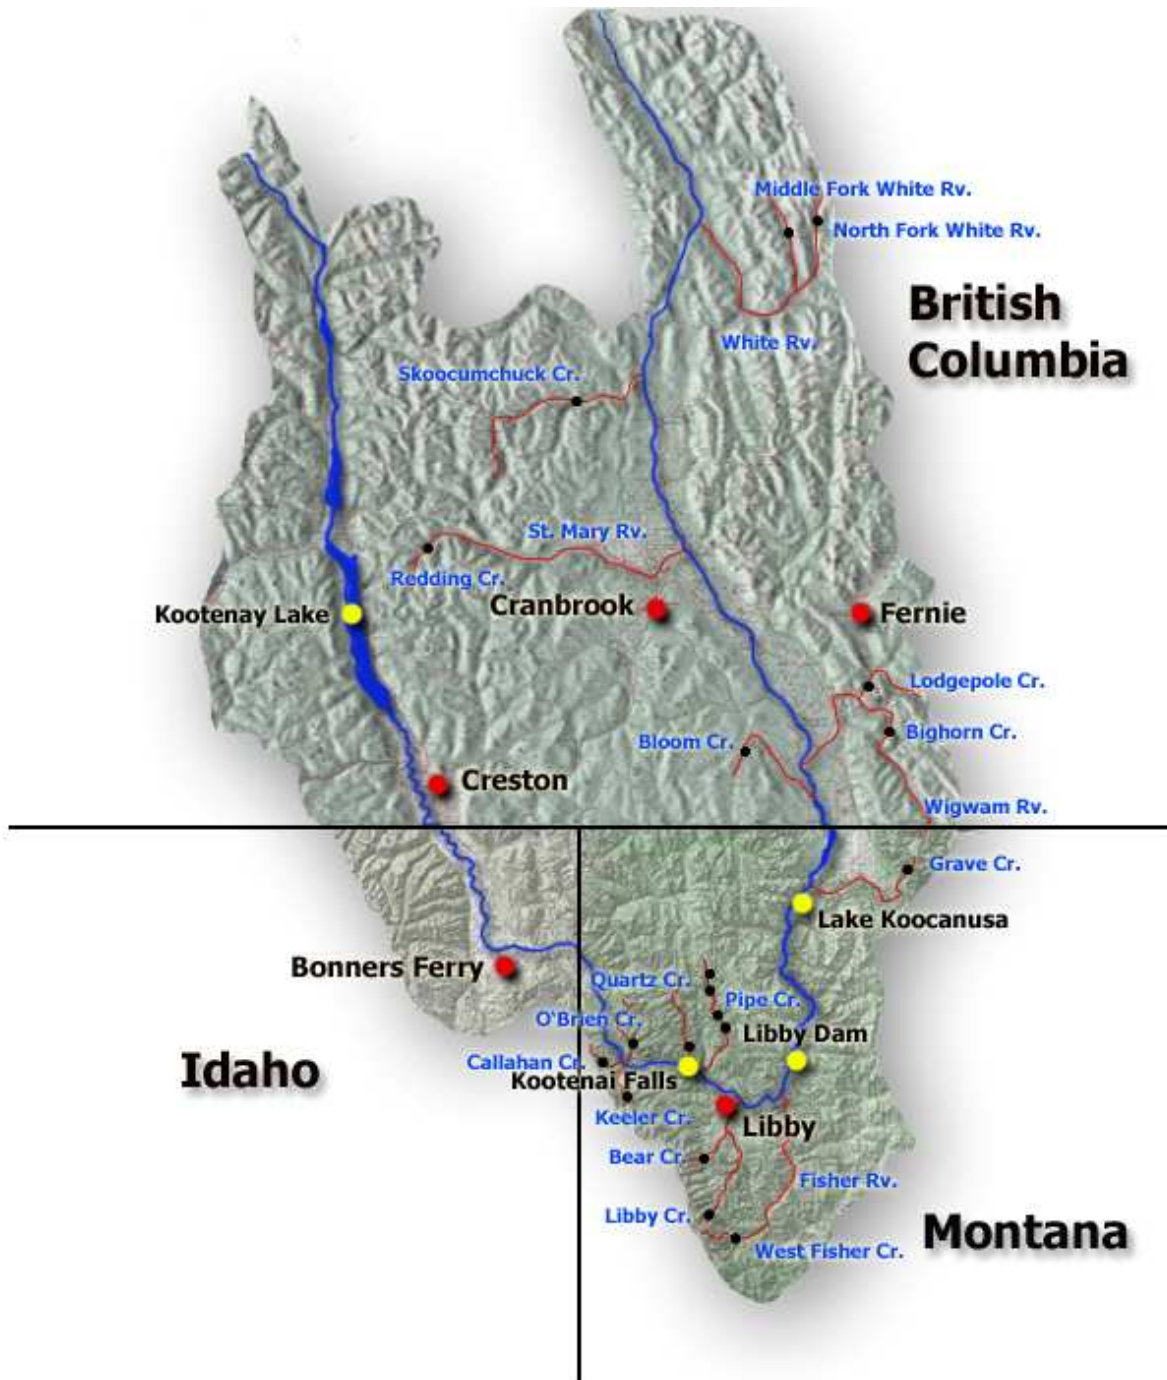 Middle Fork White Rv.
North Fork White Rv.
British
Columbia
White Rv.
Skoocumchuck Cr.
St. Mary Rv.
Redding Cr.
Cranbrook
Kootenay Lake
Fernie
Lodgepole Cr.
Bighorn Cr.
Bloom Cr.
Creston
Wigwam Rv.
Grave Cr.
Lake Koocanusa
Bonners Ferry
Quartz Cr.
Pipe Cr.
O'Brien Cr.
Libby Dam
Idaho
Callahan Cr.
Kootenai Falls
Keeler Cr.
Libby
Bear Cr.
Fisher Rv.
Libby Cr.
Montana
West Fisher Cr.